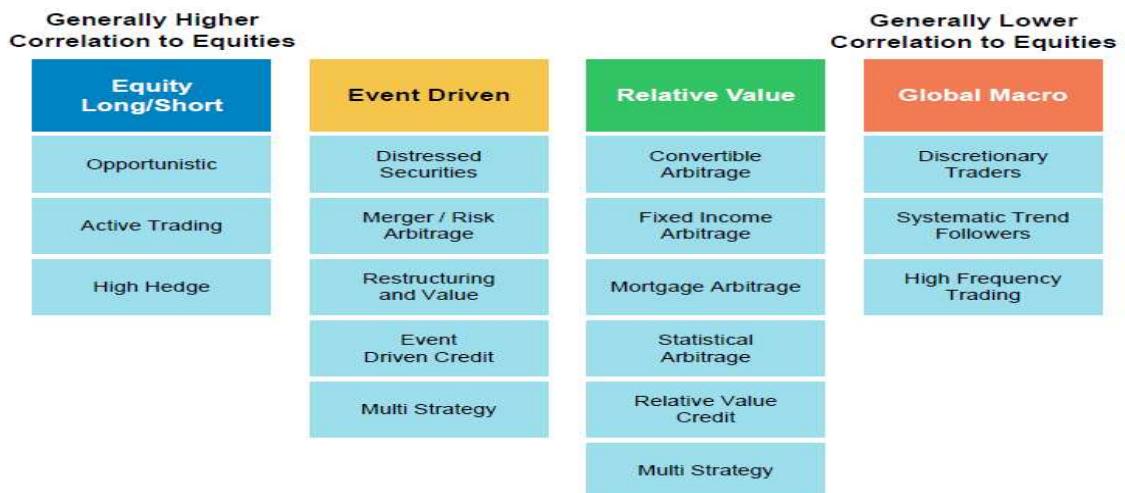 Generally Higher
Correlation to Equities
Generally Lower
Correlation to Equities
Equity
Long/Short
Event Driven
Relative Value
Global Macro
Opportunistic
Active Trading
High Hedge
Distressed
Securities
Merger / Risk
Arbitrage
Restructuring
and Value
Event
Driven Credit
Multi Strategy
Convertible
Arbitrage
Fixed Income
Arbitrage
Mortgage Arbitrage
Statistical
Arbitrage
Relative Value
Credit
Multi Strategy
Discretionary
Traders
Systematic Trend
Followers
High Frequency
Trading